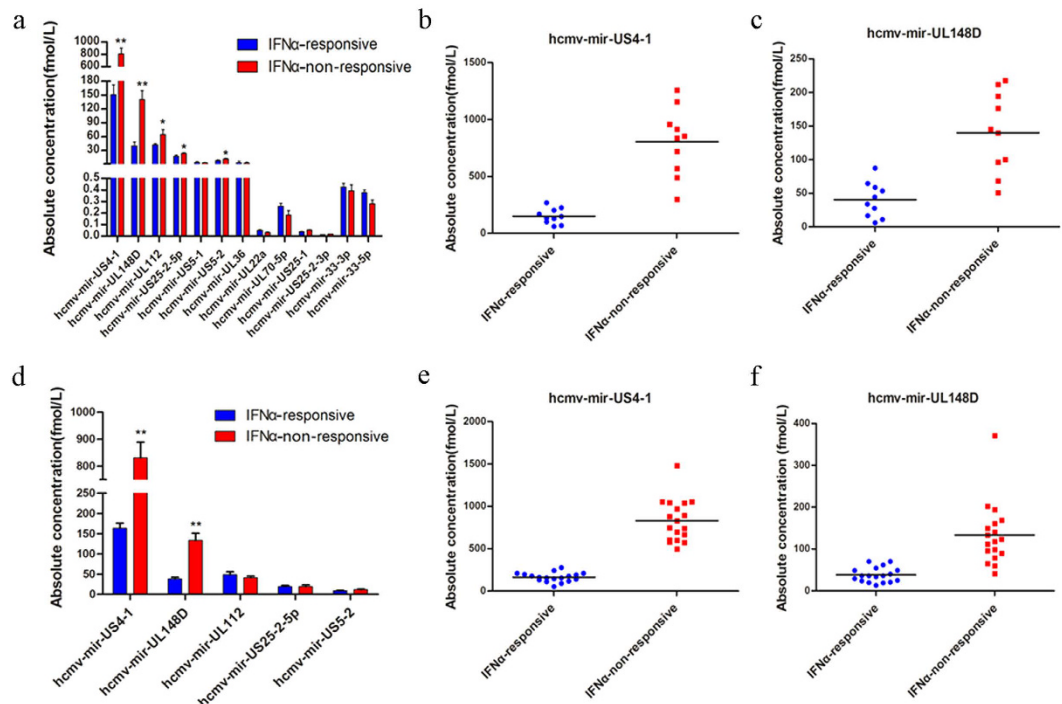 a
Absolute concentration(fmol/L)
1000
800
600
400
200
150
120
90
60
30
0.5
0.4
0.3
0.2
0.1
0.0
** ** * * *
IFNα-responsive
IFNα-non-responsive
hcmv-mir-US4-1
hcmv-mir-UL148D
hcmv-mir-UL112
hcmv-mir-US25-2-5p
hcmv-mir-US5-1
hcmv-mir-US5-2
hcmv-mir-UL36
hcmv-mir-UL22a
hcmv-mir-UL70-5p
hcmv-mir-US25-1
hcmv-mir-US25-2-3p
hcmv-mir-33-3p
hcmv-mir-33-5p
b
hcmv-mir-US4-1
Absolute concentration(fmol/L)
1500
1000
500
0
IFNα-responsive
IFNα-non-responsive
c
hcmv-mir-UL148D
Absolute concentration(fmol/L)
250
200
150
100
50
0
IFNα-responsive
IFNα-non-responsive
d
Absolute concentration(fmol/L)
1000
900
800
200
150
100
50
0
** **
IFNα-responsive
IFNα-non-responsive
hcmv-mir-US4-1
hcmv-mir-UL148D
hcmv-mir-UL112
hcmv-mir-US25-2-5p
hcmv-mir-US5-2
e
hcmv-mir-US4-1
Absolute concentration(fmol/L)
2000
1500
1000
500
0
IFNα-responsive
IFNα-non-responsive
f
hcmv-mir-UL148D
Absolute concentration (fmol/L)
400
300
200
100
0
IFNα-responsive
IFNα-non-responsive